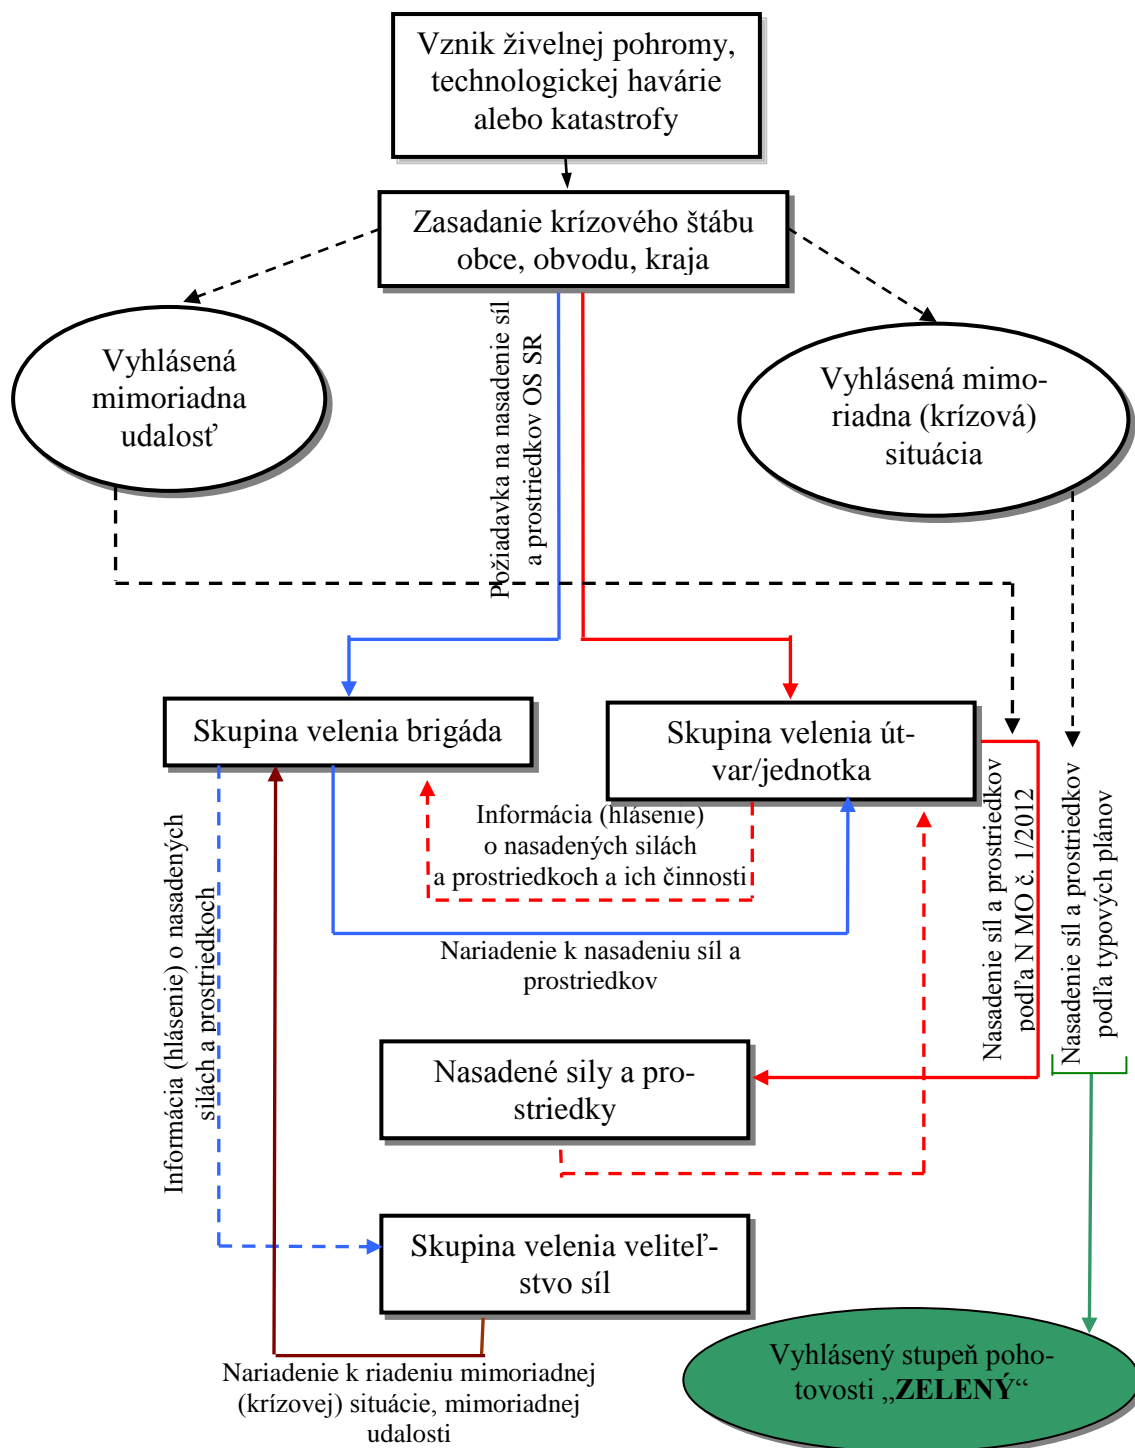 Vznik živelnej pohromy,
technologickej havárie
alebo katastrofy
Zasadanie krízového štábu
obce, obvodu, kraja
Vyhlásená
mimoriadna
udalosť
Vyhlásená mimo-
riadna (krízová)
situácia
Požiadavka na nasadenie síl
a prostriedkov OS SR
Skupina velenia brigáda
Skupina velenia út-
var/jednotka
Informácia (hlásenie)
o nasadených silách
a prostriedkoch a ich činnosti
Nariadenie k nasadeniu síl a
prostriedkov
Nasadenie síl a prostriedkov
podľa N MO č. 1/2012
Nasadenie síl a prostriedkov
podľa typových plánov
Informácia (hlásenie) o nasadených
silách a prostriedkoch
Nasadené sily a pro-
striedky
Skupina velenia veliteľ-
stvo síl
Nariadenie k riadeniu mimoriadnej
(krízovej) situácie, mimoriadnej
udalosti
Vyhlásený stupeň poho-
tovosti „ZELENÝ“